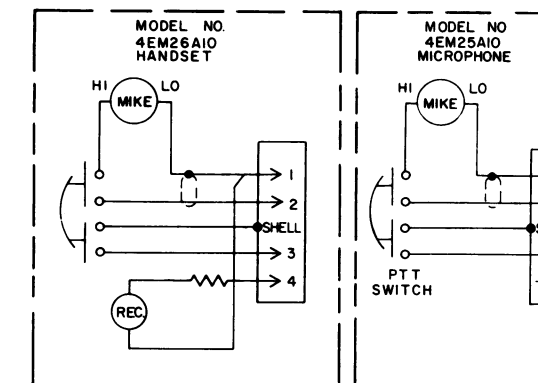 MODEL NO.
4EM26A10
HANDSET
HI
LO
MIKE
1
2
SHELL
3
4
REC.
MODEL NO
4EM25A10
MICROPHONE
HI
LO
MIKE
PTT
SWITCH